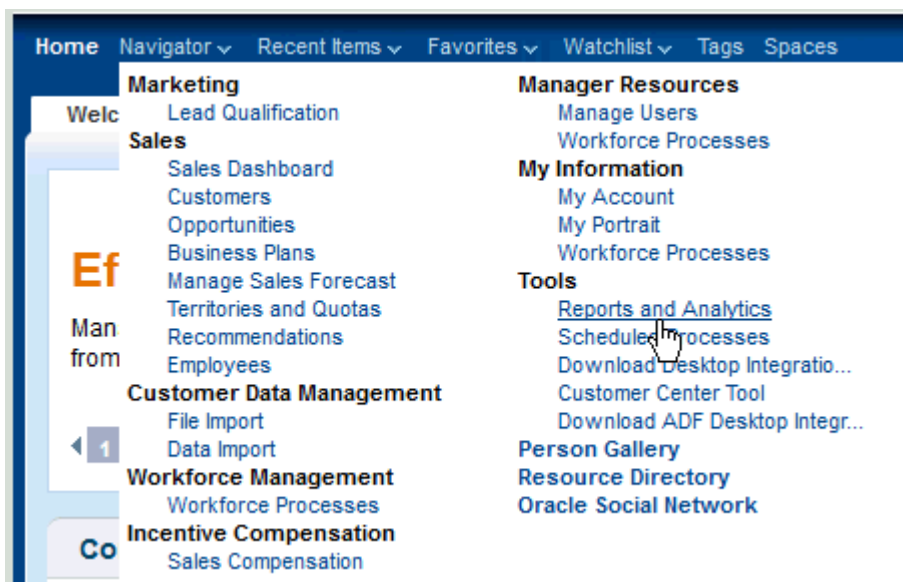 Home Navigator Recent Items Favorites Watchlist Tags Spaces
Welc
Ef
Man
from
1
Co
Marketing
Lead Qualification
Sales
Sales Dashboard
Customers
Opportunities
Business Plans
Manage Sales Forecast
Territories and Quotas
Recommendations
Employees
Customer Data Management
File Import
Data Import
Workforce Management
Workforce Processes
Incentive Compensation
Sales Compensation
Manager Resources
Manage Users
Workforce Processes
My Information
My Account
My Portrait
Workforce Processes
Tools
Reports and Analytics
Scheduled Processes
Download Desktop Integratio...
Customer Center Tool
Download ADF Desktop Integr...
Person Gallery
Resource Directory
Oracle Social Network